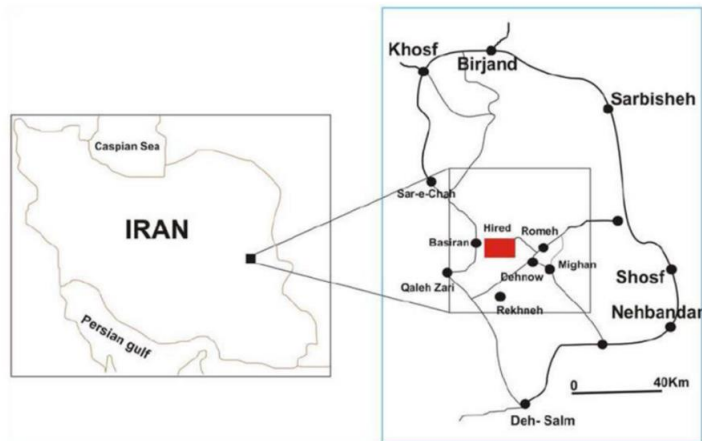 Caspian Sea
IRAN
Persian gulf
Khosf
Birjand
Sarbisheh
Sar-e-Chah
Hired
Romeh
Basiran
Dehnow
Mighan
Qaleh Zari
Rekhneh
Shosf
Nehbandan
0 40Km
Deh- Salm